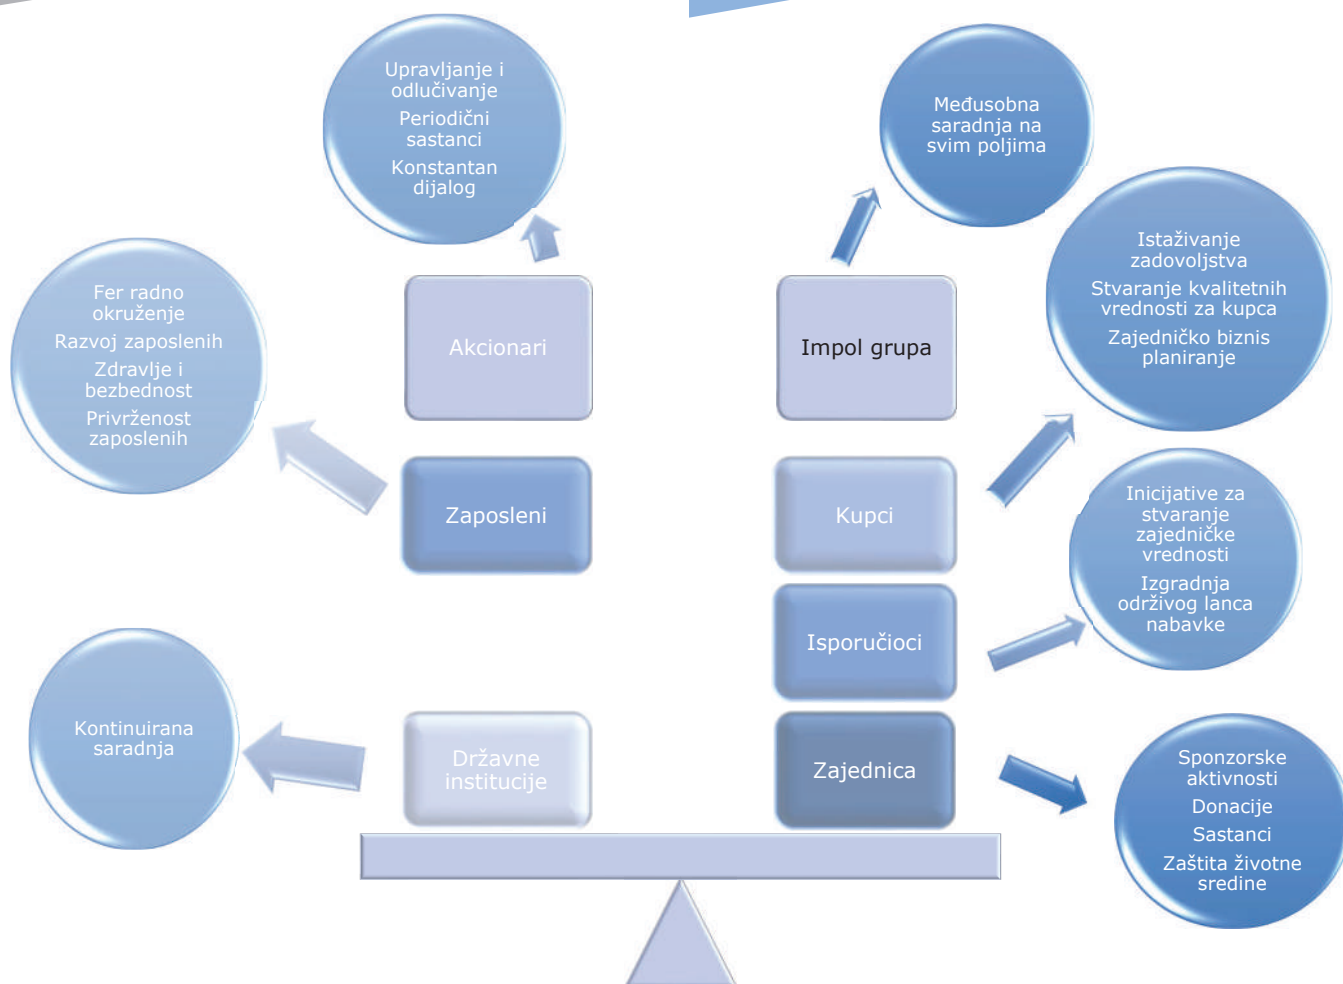 Upravljanje i
odlučivanje
Periodični
sastanci
Konstantan
dijalog
Međusobna
saradnja na
svim poljima
Fer radno
okruženje
Razvoj zaposlenih
Zdravlje i
bezbednost
Privrženost
zaposlenih
Akcionari
Impol grupa
Istaživanje
zadovoljstva
Stvaranje kvalitetnih
vrednosti za kupca
Zajedničko biznis
planiranje
Zaposleni
Kupci
Inicijative za
stvaranje
zajedničke
vrednosti
Izgradnja
održivog lanca
nabavke
Isporučioci
Kontinuirana
saradnja
Državne
institucije
Zajednica
Sponzorske
aktivnosti
Donacije
Sastanci
Zaštita životne
sredine